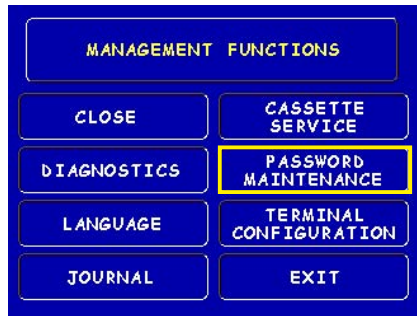 MANAGEMENT FUNCTIONS
CLOSE
CASSETTE
SERVICE
DIAGNOSTICS
PASSWORD
MAINTENANCE
LANGUAGE
TERMINAL
CONFIGURATION
JOURNAL
EXIT